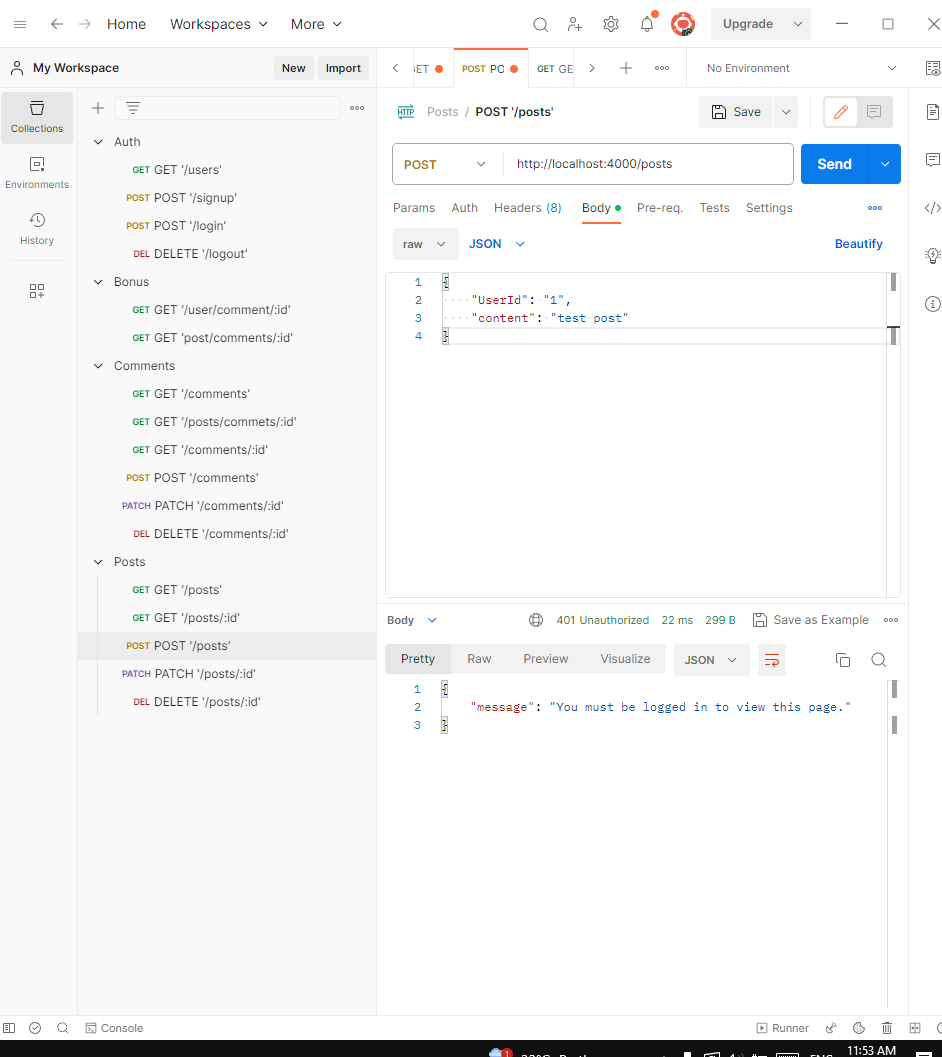 Home Workspaces More Upgrade
My Workspace New Import
GET POST PO GET GE No Environment
Collections
Environments
History
Auth
GET GET '/users'
POST POST '/signup'
POST POST '/login'
DEL DELETE '/logout'
Bonus
GET GET '/user/comment/:id'
GET GET 'post/comments/:id'
Comments
GET GET '/comments'
GET GET '/posts/commets/:id'
GET GET '/comments/:id'
POST POST '/comments'
PATCH PATCH '/comments/:id'
DEL DELETE '/comments/:id'
Posts
GET GET '/posts'
GET GET '/posts/:id'
POST POST '/posts'
PATCH PATCH '/posts/:id'
DEL DELETE '/posts/:id'
HTTP Posts / POST '/posts' Save
POST http://localhost:4000/posts Send
Params Auth Headers (8) Body Pre-req. Tests Settings
raw JSON Beautify
1 {
2 "UserId": "1",
3 "content": "test post"
4 }
Body 401 Unauthorized 22 ms 299 B Save as Example
Pretty Raw Preview Visualize JSON
1 {
2 "message": "You must be logged in to view this page."
3 }
Console Runner
11:53 AM